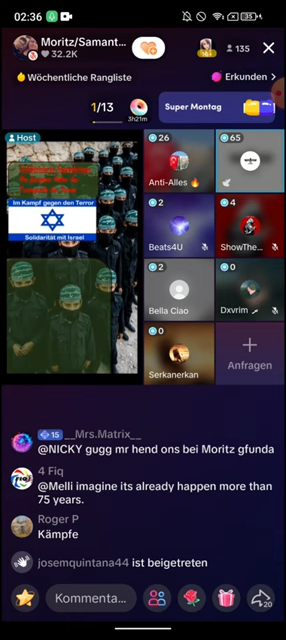 02:36
35
Moritz/Samant...
32.2K
135
Wöchentliche Rangliste
Erkunden >
1/13
3h21m
Super Montag
Host
Im Kampf gegen den Terror
Solidarität mit Israel
26
Anti-Alles 🔥
65
2
Beats4U
4
ShowThe...
2
Bella Ciao
0
Dxvrim
0
Serkanerkan
+
Anfragen
15 __Mrs.Matrix__
@NICKY gugg mr hend ons bei Moritz gfunda
4 Fiq
@Melli imagine its already happen more than
75 years.
Roger P
Kämpfe
josemquintana44 ist beigetreten
Kommenta...
20